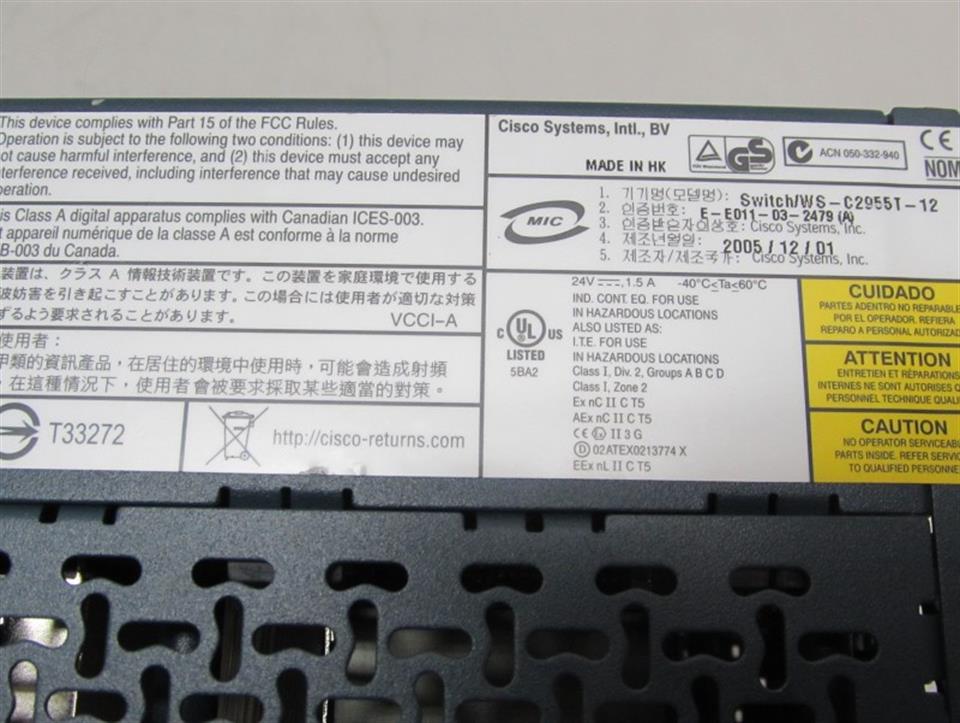 This device complies with Part 15 of the FCC Rules.
Operation is subject to the following two conditions: (1) this device may
not cause harmful interference, and (2) this device must accept any
interference received, including interference that may cause undesired
operation.
is Class A digital apparatus complies with Canadian ICES-003.
t appareil numérique de la classe A est conforme à la norme
B-003 du Canada.
装置は、クラス A 情報技術装置です。この装置を家庭環境で使用する
波妨害を引き起こすことがあります。この場合には使用者が適切な対策
ずるよう要求されることがあります。 VCCI-A
使用者：
甲類的資訊產品，在居住的環境中使用時，可能會造成射頻
，在這種情況下，使用者會被要求採取某些適當的對策。
T33272
http://cisco-returns.com
Cisco Systems, Intl., BV
MADE IN HK
GS
ACN 050-332-940
CE
NOM
MIC
1. 기기명(모델명): Switch/WS-C2955T-12
2. 인증번호: E-E011-03-2479 (A)
3. 인증받은자의상호: Cisco Systems, Inc.
4. 제조년월일: 2005/12/01
5. 제조자/제조국가: Cisco Systems, Inc.
24V ⎓, 1.5 A -40°C≤Ta≤60°C
IND. CONT. EQ. FOR USE
IN HAZARDOUS LOCATIONS
ALSO LISTED AS:
I.T.E. FOR USE
IN HAZARDOUS LOCATIONS
Class I, Div. 2, Groups A B C D
Class I, Zone 2
Ex nC II C T5
AEx nC II C T5
CE Ex II 3 G
D 02ATEX0213774 X
EEx nL II C T5
C UL US
LISTED
5BA2
CUIDADO
PARTES ADENTRO NO REPARABLE
POR EL OPERADOR. REFIERA
REPARO A PERSONAL AUTORIZAD
ATTENTION
ENTRETIEN ET RÉPARATIONS
INTERNES NE SONT AUTORISES Q
PERSONNEL TECHNIQUE QUALI
CAUTION
NO OPERATOR SERVICEABL
PARTS INSIDE. REFER SERVIC
TO QUALIFIED PERSONNE